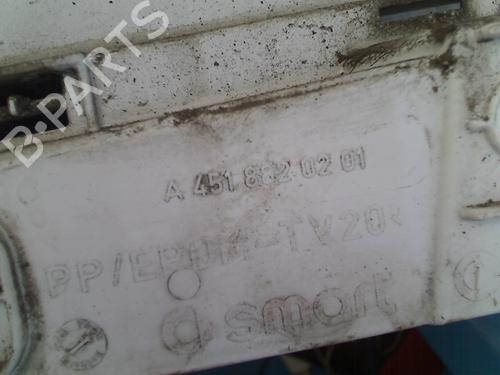 B-PARTS
A 451 882 02 01
PP/EPDM-TV20<
smart